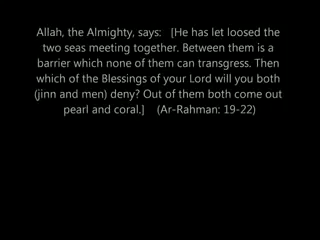 Allah, the Almighty, says:   [He has let loosed the
two seas meeting together. Between them is a
barrier which none of them can transgress. Then
which of the Blessings of your Lord will you both
(jinn and men) deny? Out of them both come out
pearl and coral.]    (Ar-Rahman: 19-22)